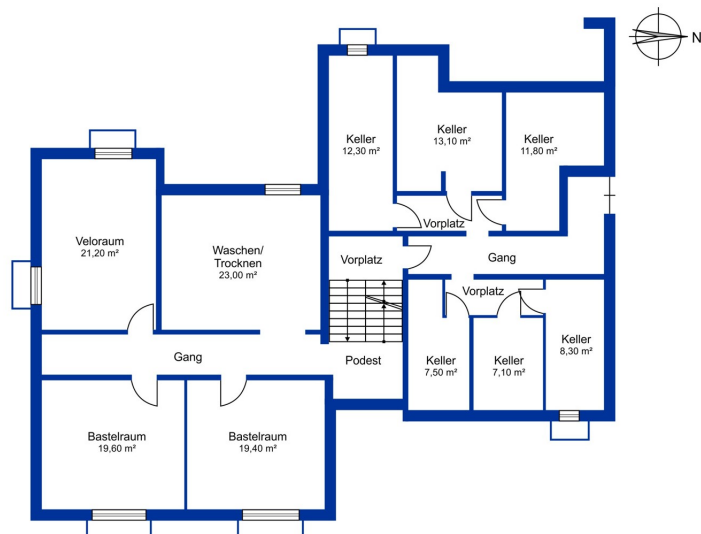 N
Keller
12,30 m²
Keller
13,10 m²
Keller
11,80 m²
Vorplatz
Veloraum
21,20 m²
Waschen/
Trocknen
23,00 m²
Vorplatz
Gang
Vorplatz
Gang
Podest
Keller
7,50 m²
Keller
7,10 m²
Keller
8,30 m²
Bastelraum
19,60 m²
Bastelraum
19,40 m²